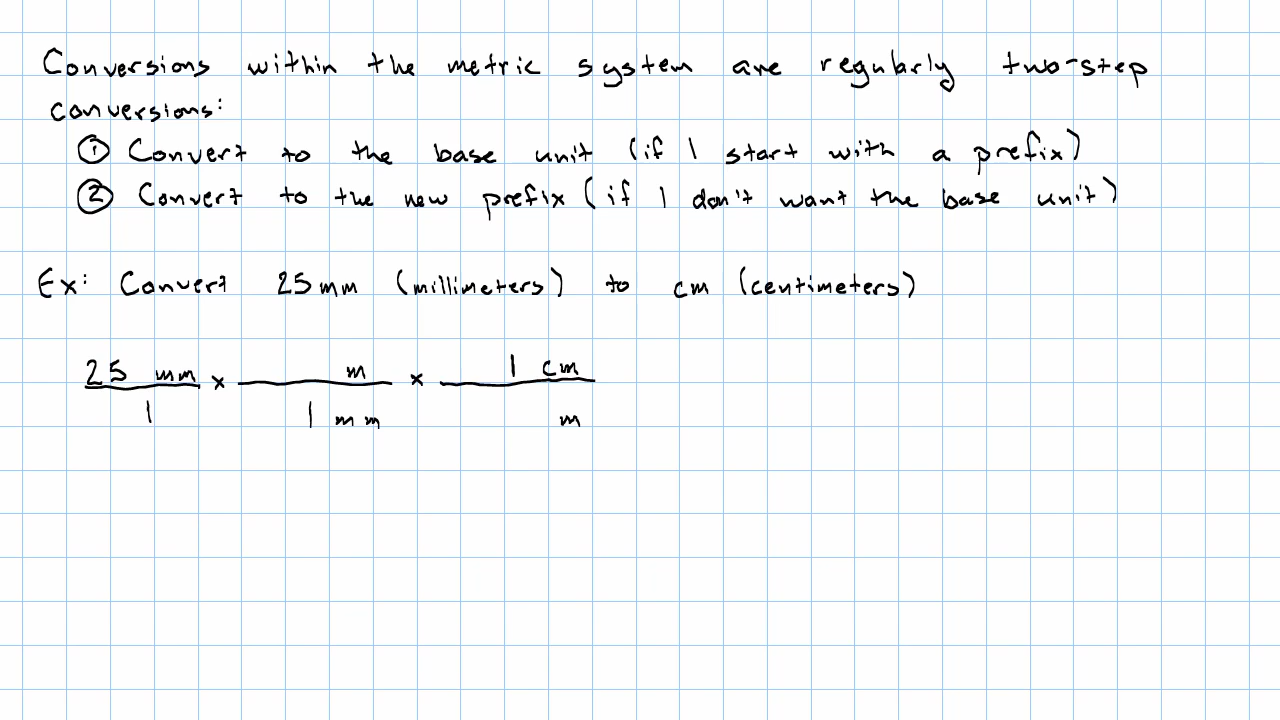 Conversions within the metric system are regularly two-step
conversions:
① Convert to the base unit (if I start with a prefix)
② Convert to the new prefix (if I don't want the base unit)
Ex: Convert 25mm (millimeters) to cm (centimeters)
25 mm × m × 1 cm
1 1 mm m